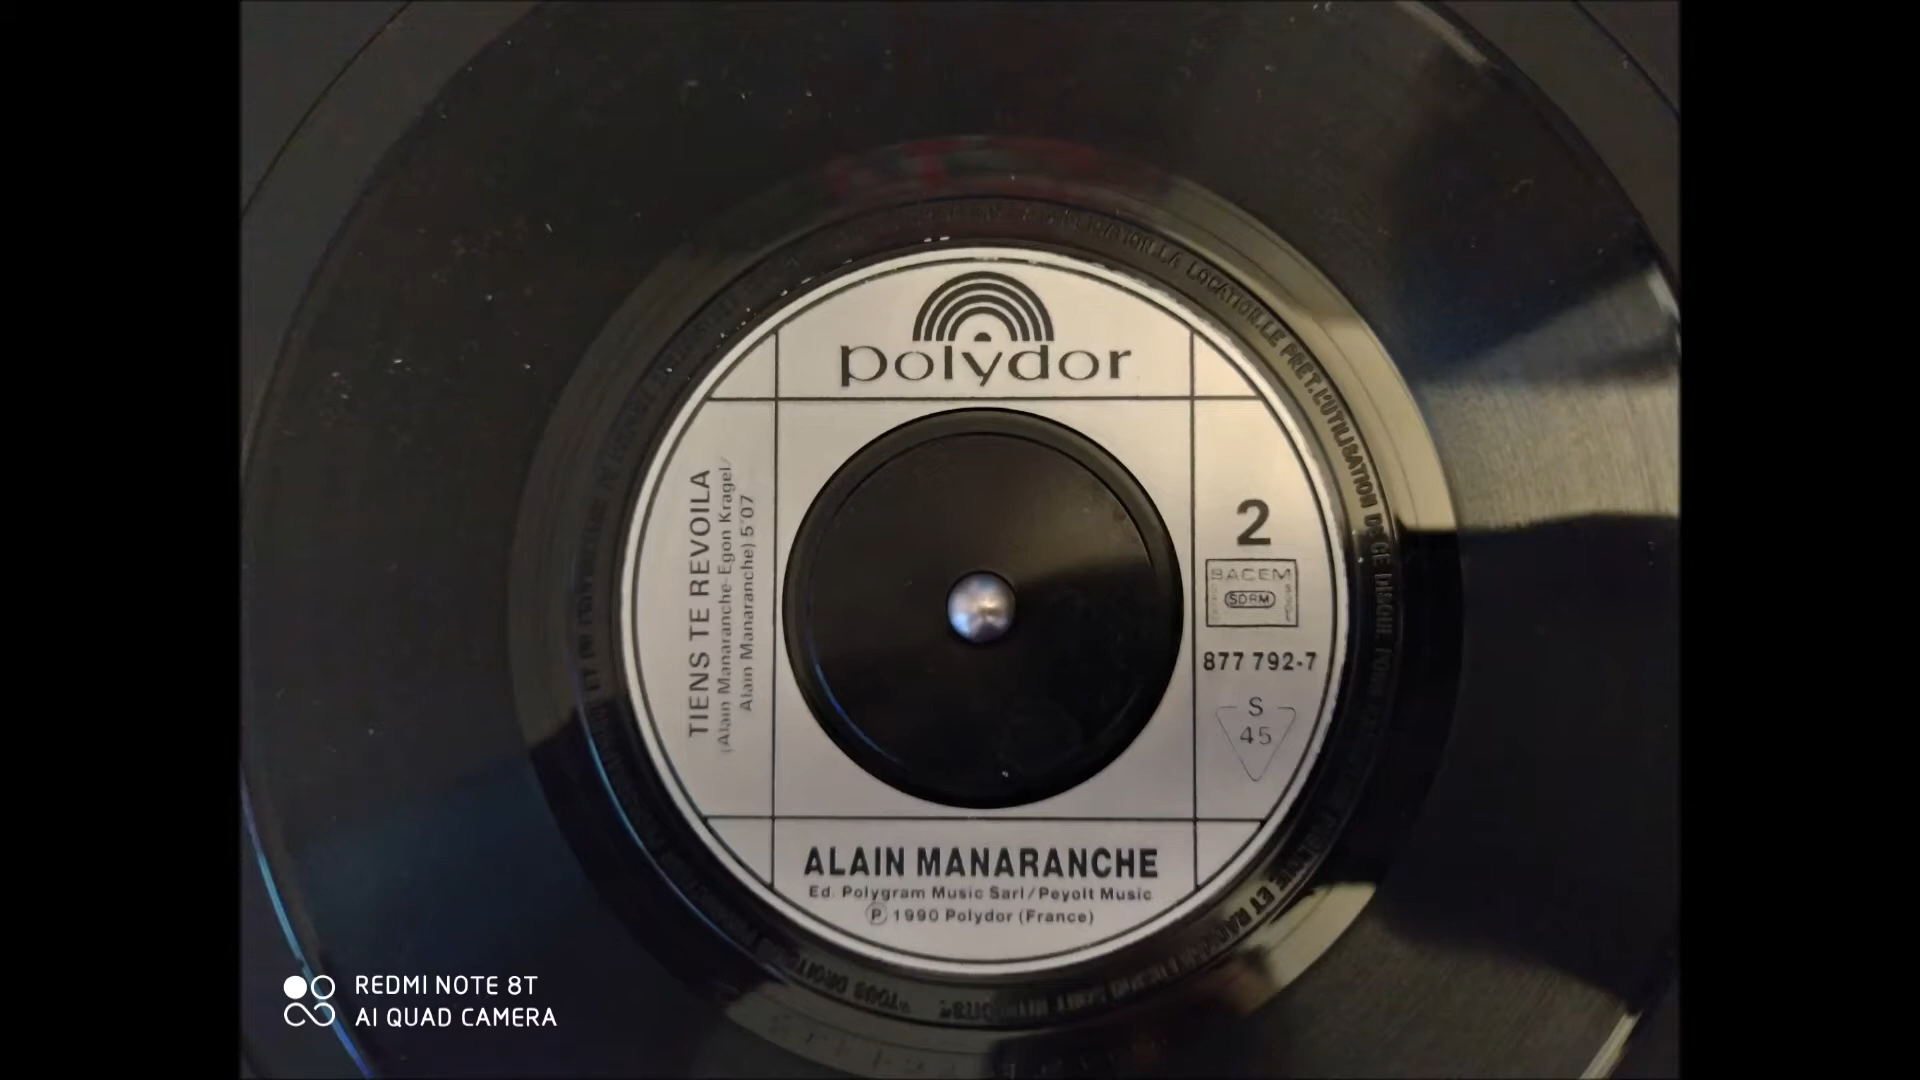 polydor
TIENS TE REVOILA
(Alain Manaranche-Egon Kragel/
Alain Manaranche) 5'07
2
SACEM
SDRM
877 792-7
S
45
ALAIN MANARANCHE
Ed. Polygram Music Sarl/Peyolt Music
Ⓟ 1990 Polydor (France)
LA LOCATION.LE PRET.L'UTILISATION DE CE DISQUE
REDMI NOTE 8T
AI QUAD CAMERA